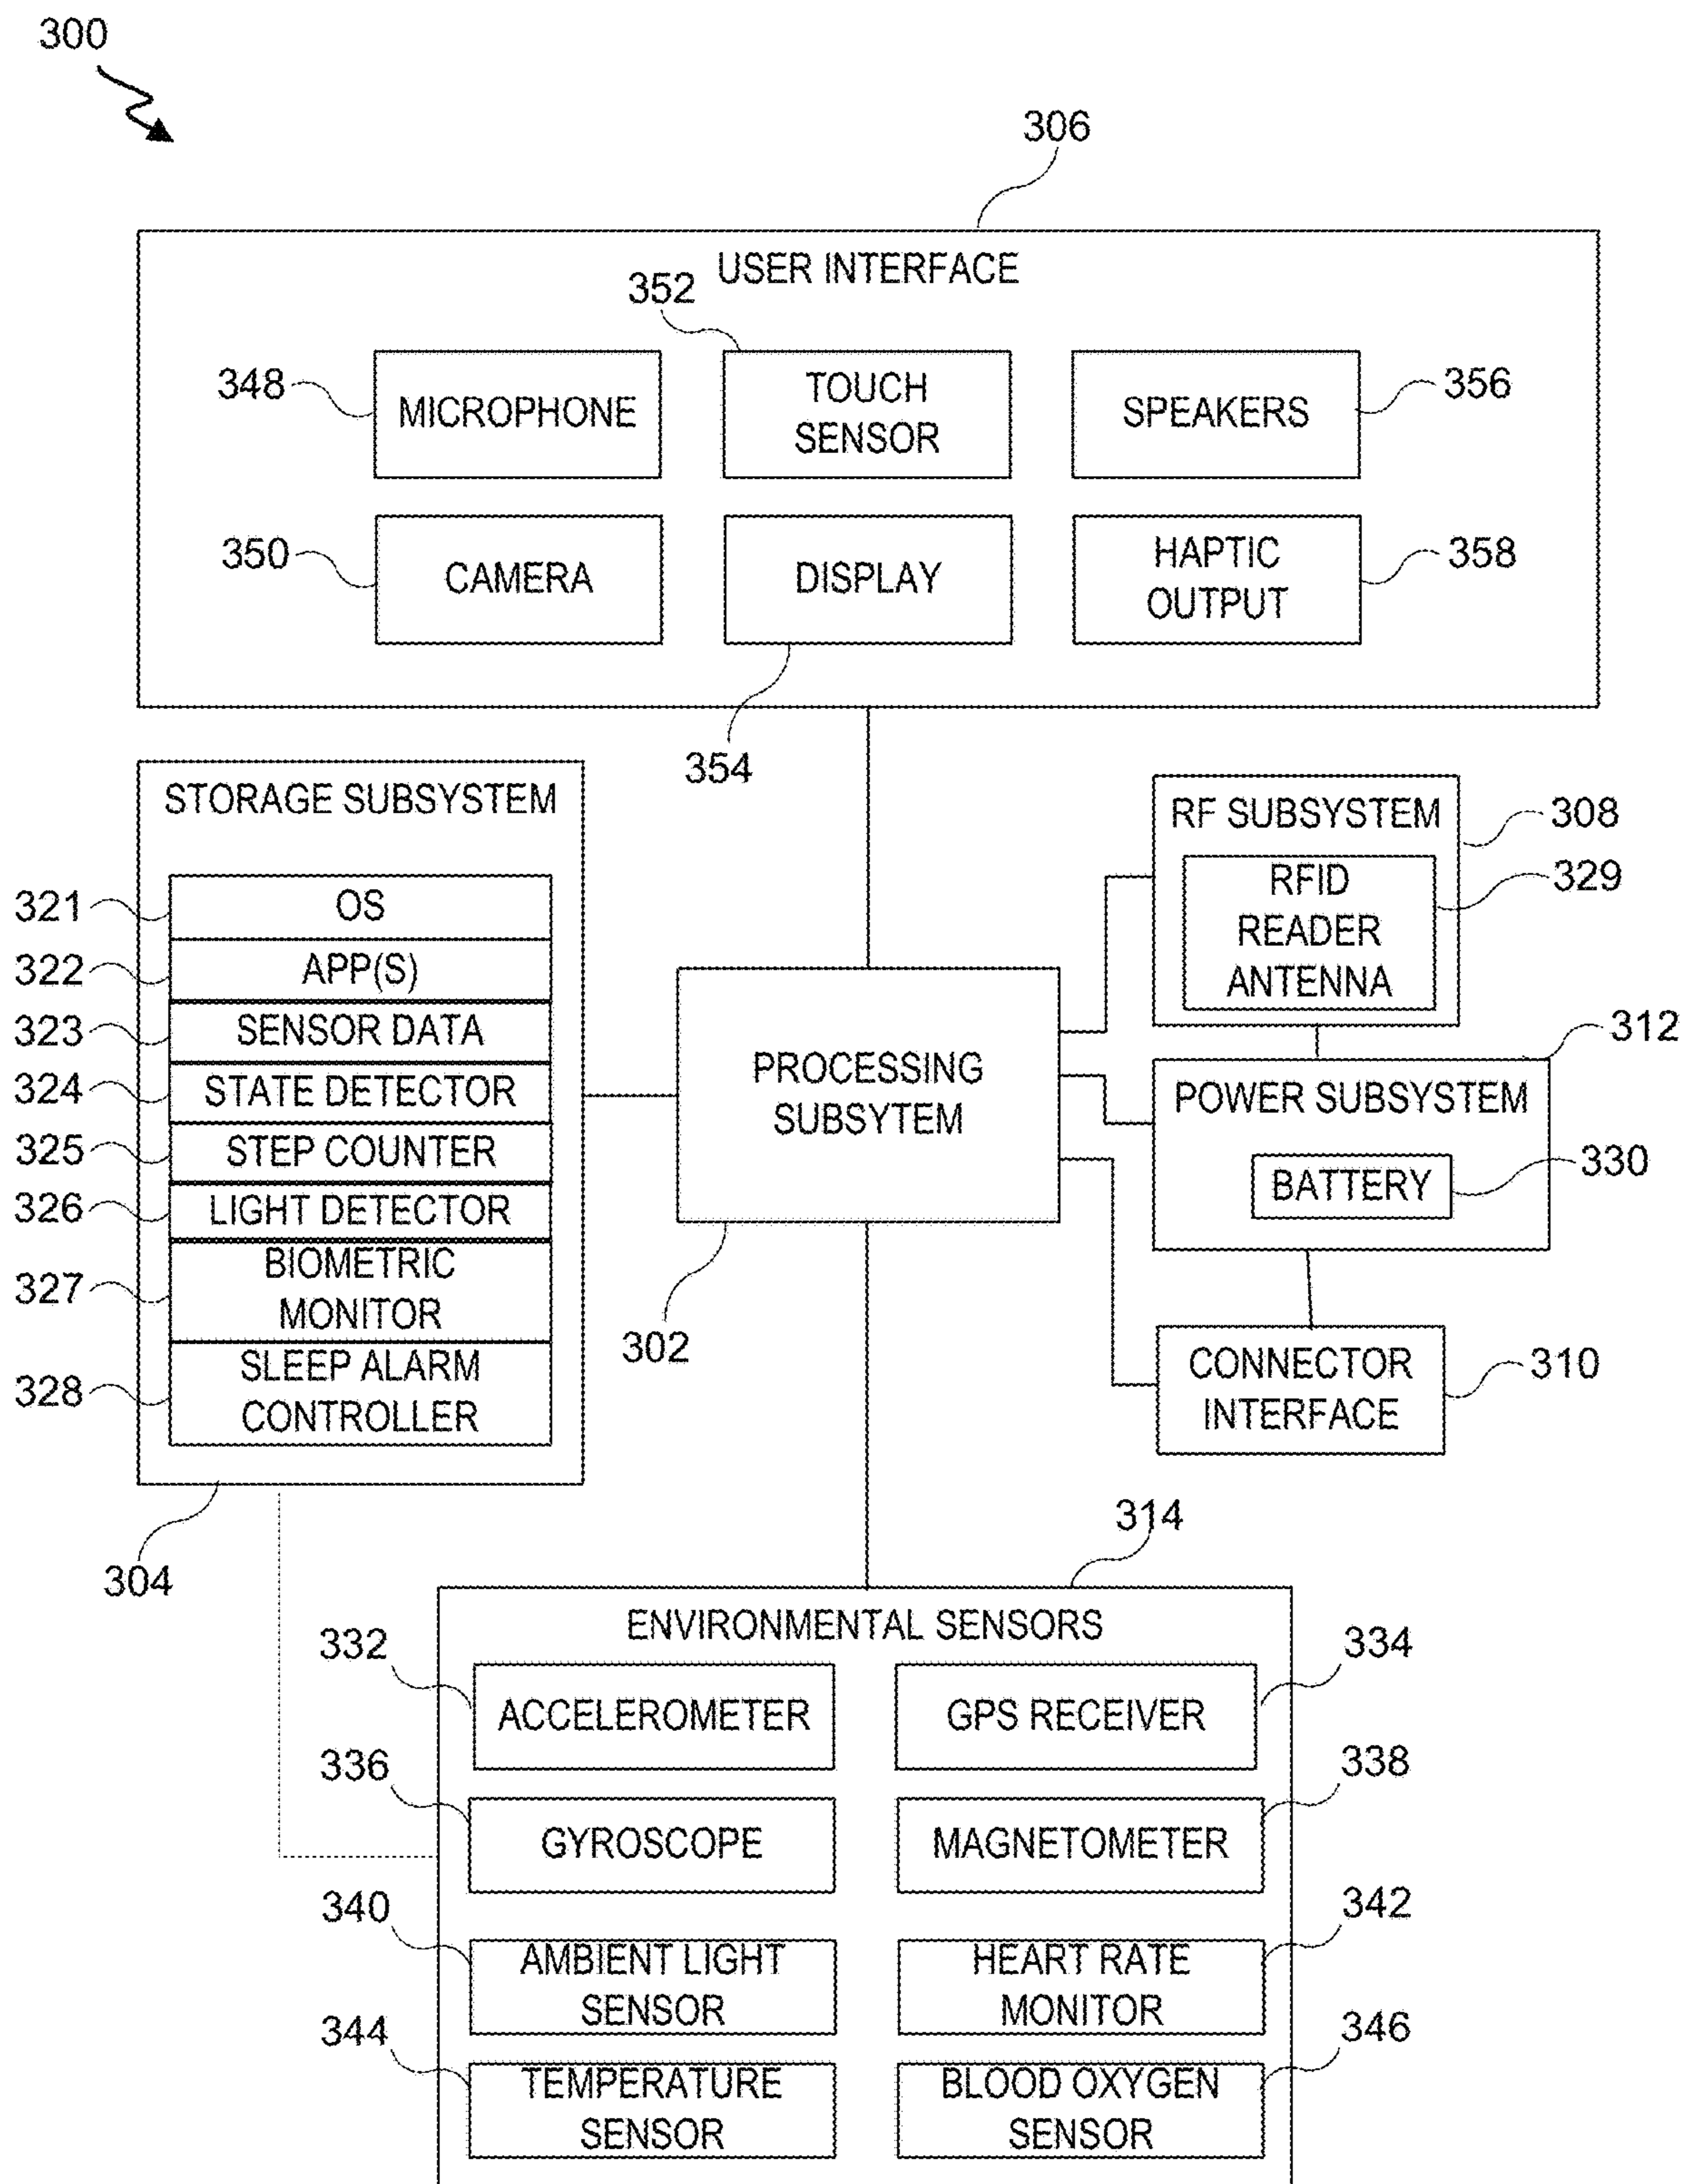 300
306
USER INTERFACE
352
348
MICROPHONE
TOUCH
SENSOR
SPEAKERS
356
350
CAMERA
DISPLAY
HAPTIC
OUTPUT
358
354
STORAGE SUBSYSTEM
321
OS
322
APP(S)
323
SENSOR DATA
324
STATE DETECTOR
325
STEP COUNTER
326
LIGHT DETECTOR
327
BIOMETRIC
MONITOR
328
SLEEP ALARM
CONTROLLER
304
PROCESSING
SUBSYTEM
302
RF SUBSYSTEM
308
RFID
READER
ANTENNA
329
312
POWER SUBSYSTEM
BATTERY
330
CONNECTOR
INTERFACE
310
314
ENVIRONMENTAL SENSORS
332
ACCELEROMETER
GPS RECEIVER
334
336
GYROSCOPE
MAGNETOMETER
338
340
AMBIENT LIGHT
SENSOR
HEART RATE
MONITOR
342
344
TEMPERATURE
SENSOR
BLOOD OXYGEN
SENSOR
346